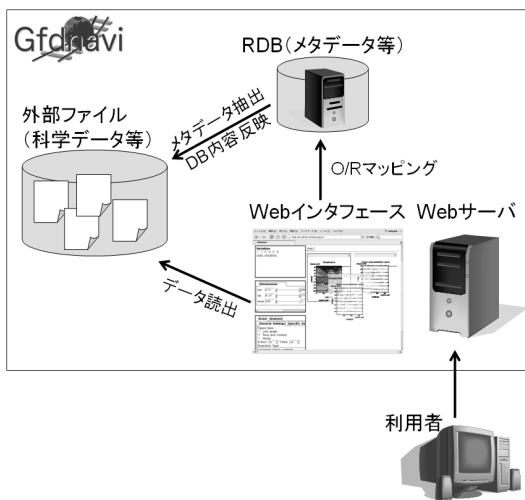 Gfdnavi
RDB(メタデータ等)
外部ファイル
(科学データ等)
メタデータ抽出
DB内容反映
O/Rマッピング
Webインタフェース
Webサーバ
データ読出
利用者